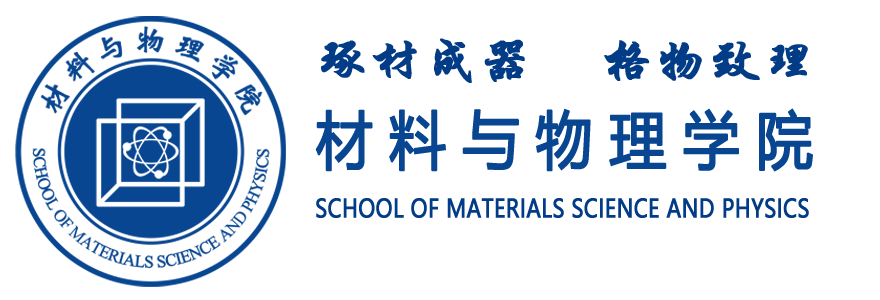 材料与物理学院
SCHOOL OF MATERIALS SCIENCE AND PHYSICS
琢材成器 格物致理
材料与物理学院
SCHOOL OF MATERIALS SCIENCE AND PHYSICS